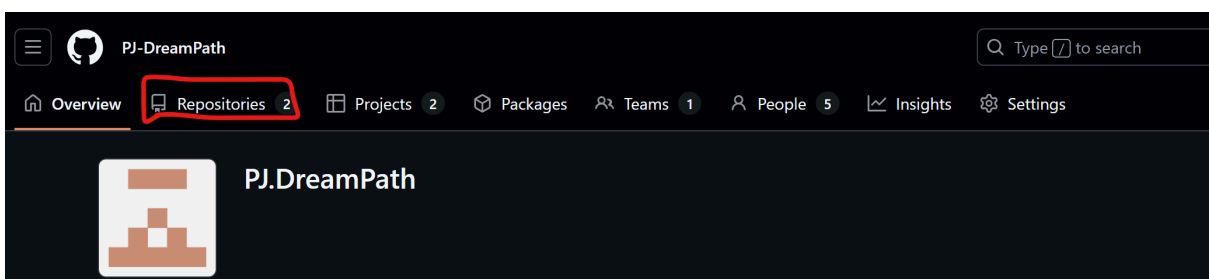 PJ-DreamPath
Type / to search
Overview Repositories 2 Projects 2 Packages Teams 1 People 5 Insights Settings
PJ.DreamPath